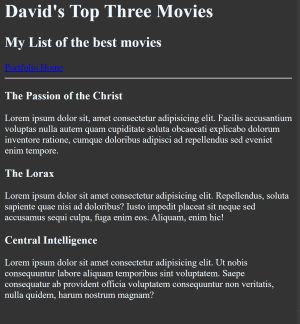 David's Top Three Movies
My List of the best movies
Portfolio Home
The Passion of the Christ
Lorem ipsum dolor sit, amet consectetur adipisicing elit. Facilis accusantium
voluptas nulla autem quam cupiditate soluta obcaecati explicabo dolorum
inventore ratione, cumque doloribus adipisci ad repellendus sed eveniet
enim tempore.
The Lorax
Lorem ipsum dolor sit amet consectetur adipisicing elit. Repellendus, soluta
sapiente quae nisi ad doloribus? Iusto impedit placeat sit neque sed
accusamus sequi culpa, fuga enim eos. Aliquam, enim hic!
Central Intelligence
Lorem ipsum dolor sit amet consectetur adipisicing elit. Ut nobis
consequuntur labore aliquam temporibus sint voluptatem. Saepe
consequatur ab provident officia voluptatem consequuntur non veritatis,
nulla quidem, harum nostrum magnam?